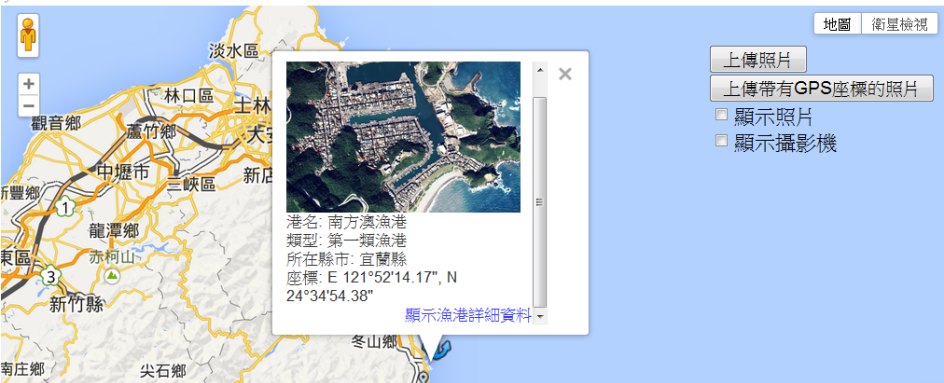 地圖
衛星檢視
上傳照片
上傳帶有GPS座標的照片
顯示照片
顯示攝影機
港名: 南方澳漁港
類型: 第一類漁港
所在縣市: 宜蘭縣
座標: E 121°52'14.17", N
24°34'54.38"
顯示漁港詳細資料
淡水區
林口區
士林
觀音鄉
蘆竹鄉
大安
中壢市
三峽區
新店
新豐鄉
1
龍潭鄉
東區
赤柯山
3
新竹縣
冬山鄉
南庄鄉
尖石鄉